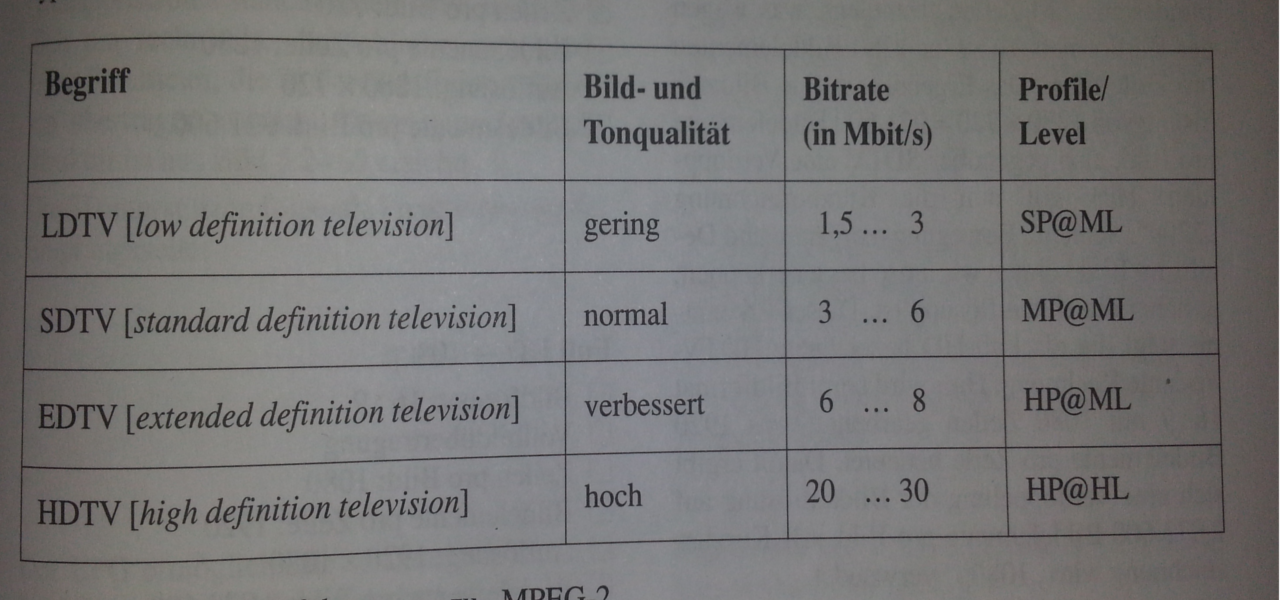 Begriff Bild- und Tonqualität Bitrate (in Mbit/s) Profile/ Level
LDTV [low definition television] gering 1,5 ... 3 SP@ML
SDTV [standard definition television] normal 3 ... 6 MP@ML
EDTV [extended definition television] verbessert 6 ... 8 HP@ML
HDTV [high definition television] hoch 20 ... 30 HP@HL
MPEG 2